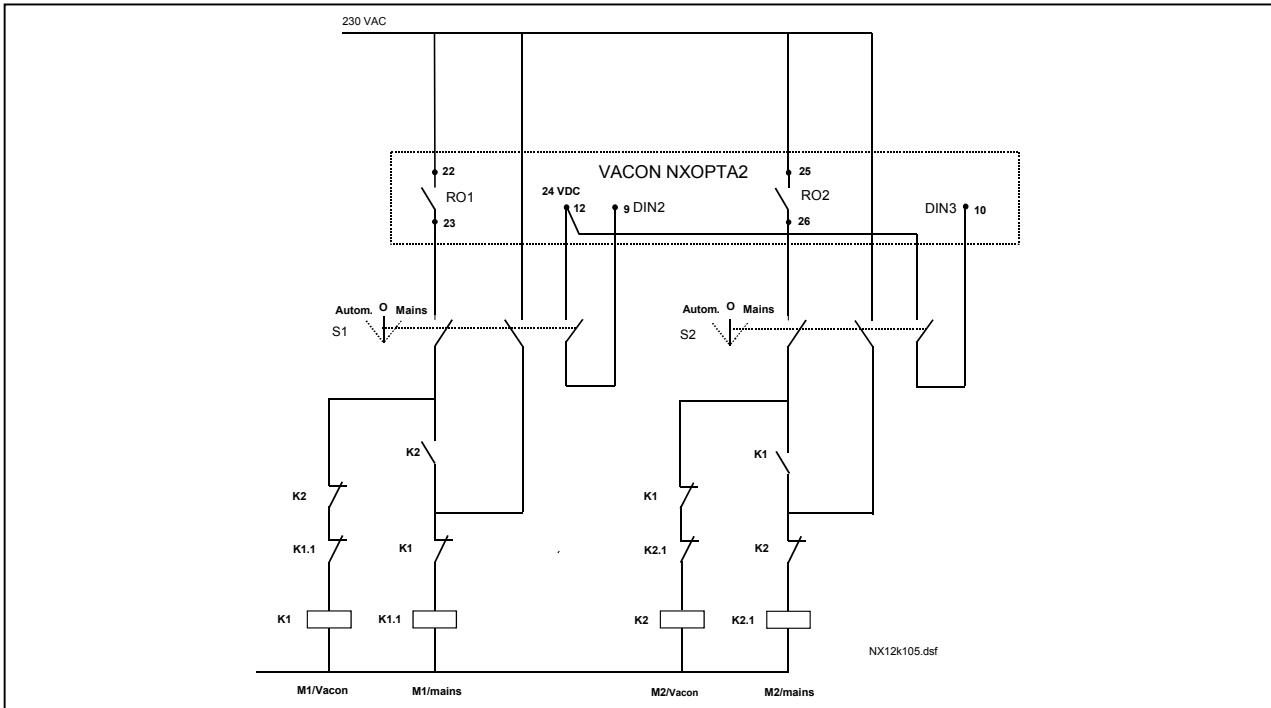 230 VAC
VACON NXOPTA2
22
RO1
23
24 VDC
12
9 DIN2
25
RO2
26
DIN3 10
Autom. O Mains
S1
Autom. O Mains
S2
K2
K1
K2
K1
K1.1
K1
K2.1
K2
K1
K1.1
K2
K2.1
NX12k105.dsf
M1/Vacon
M1/mains
M2/Vacon
M2/mains